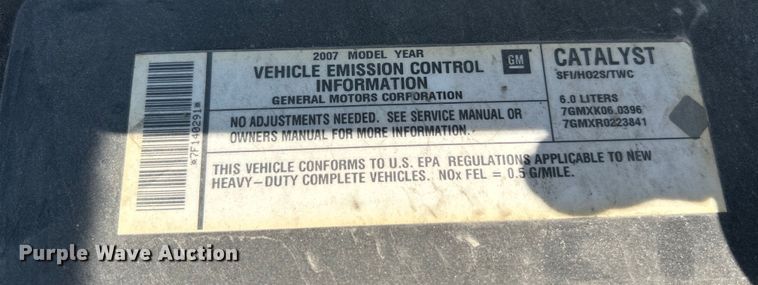 2007 MODEL YEAR
VEHICLE EMISSION CONTROL
INFORMATION
GENERAL MOTORS CORPORATION
GM
CATALYST
SFI/HO2S/TWC
NO ADJUSTMENTS NEEDED. SEE SERVICE MANUAL OR
OWNERS MANUAL FOR MORE INFORMATION.
6.0 LITERS
7GMXK06.0396
7GMXR0223841
THIS VEHICLE CONFORMS TO U.S. EPA REGULATIONS APPLICABLE TO NEW
HEAVY-DUTY COMPLETE VEHICLES. NOx FEL = 0.5 G/MILE.
*7F140291*
Purple Wave Auction